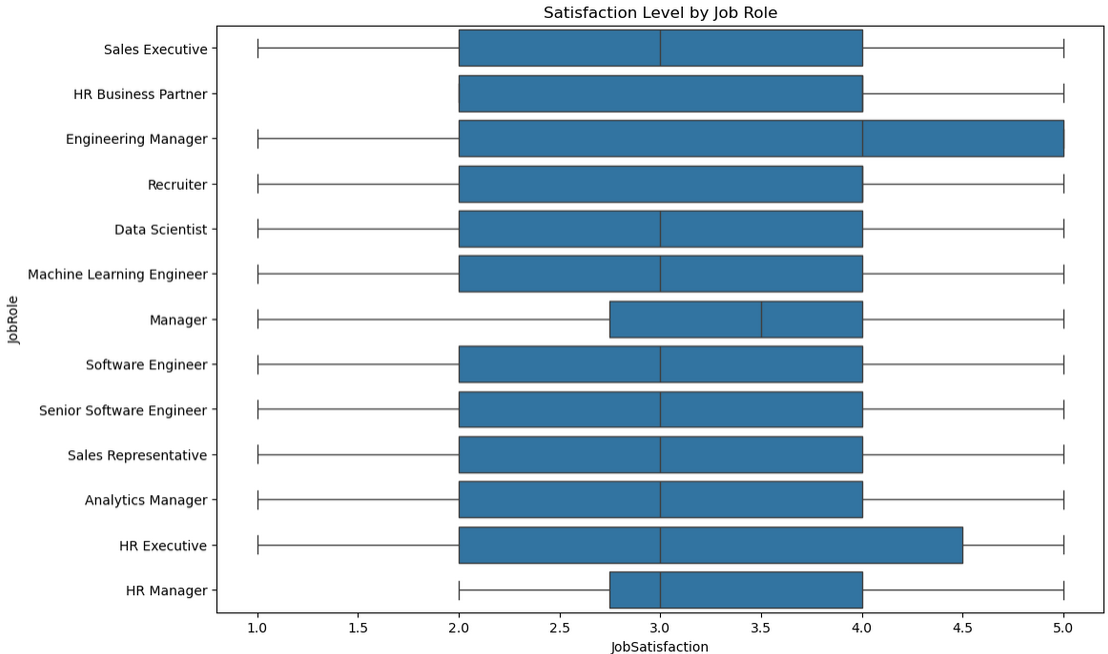 Satisfaction Level by Job Role
Sales Executive
HR Business Partner
Engineering Manager
Recruiter
Data Scientist
Machine Learning Engineer
Manager
Software Engineer
Senior Software Engineer
Sales Representative
Analytics Manager
HR Executive
HR Manager
JobRole
1.0 1.5 2.0 2.5 3.0 3.5 4.0 4.5 5.0
JobSatisfaction